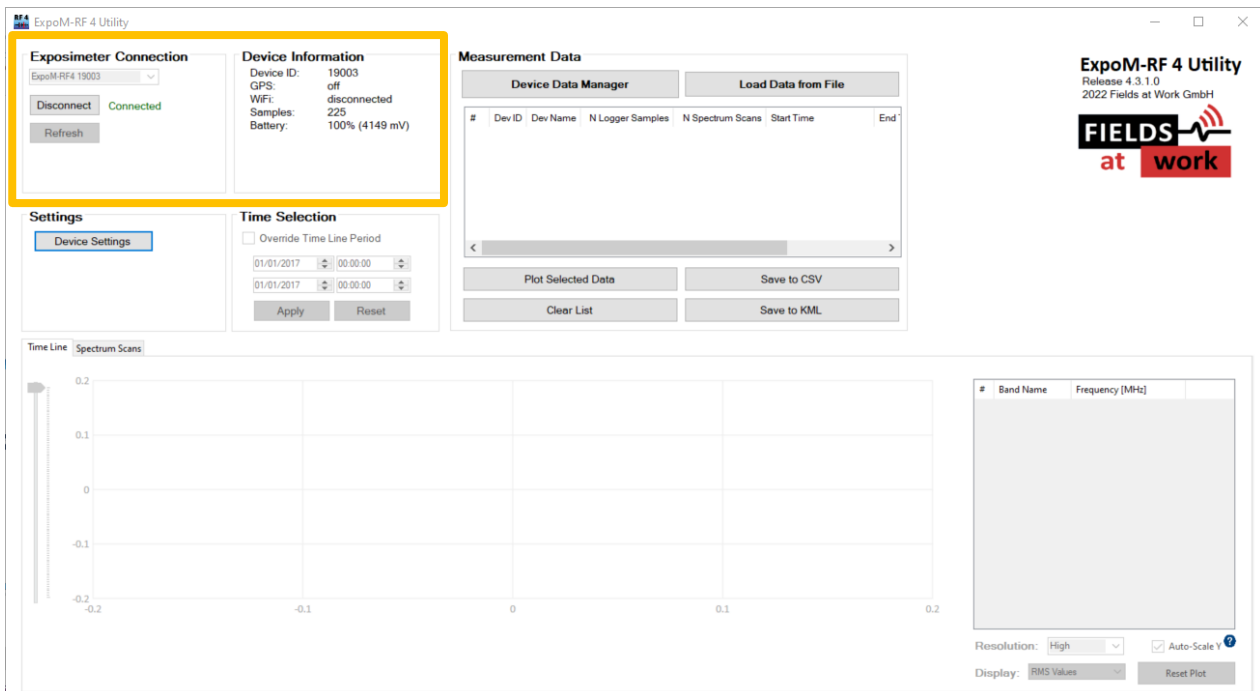 RF 4
ExpoM-RF 4 Utility
Exposimeter Connection
ExpoM-RF4 19003
Disconnect Connected
Refresh
Device Information
Device ID: 19003
GPS: off
WiFi: disconnected
Samples: 225
Battery: 100% (4149 mV)
Measurement Data
Device Data Manager Load Data from File
# Dev ID Dev Name N Logger Samples N Spectrum Scans Start Time End
Plot Selected Data Save to CSV
Clear List Save to KML
ExpoM-RF 4 Utility
Release 4.3.1.0
2022 Fields at Work GmbH
FIELDS
at work
Settings
Device Settings
Time Selection
Override Time Line Period
01/01/2017 00:00:00
01/01/2017 00:00:00
Apply Reset
Time Line Spectrum Scans
0.2
0.1
0
-0.1
-0.2
-0.2 -0.1 0 0.1 0.2
# Band Name Frequency [MHz]
Resolution: High Auto-Scale Y ?
Display: RMS Values Reset Plot